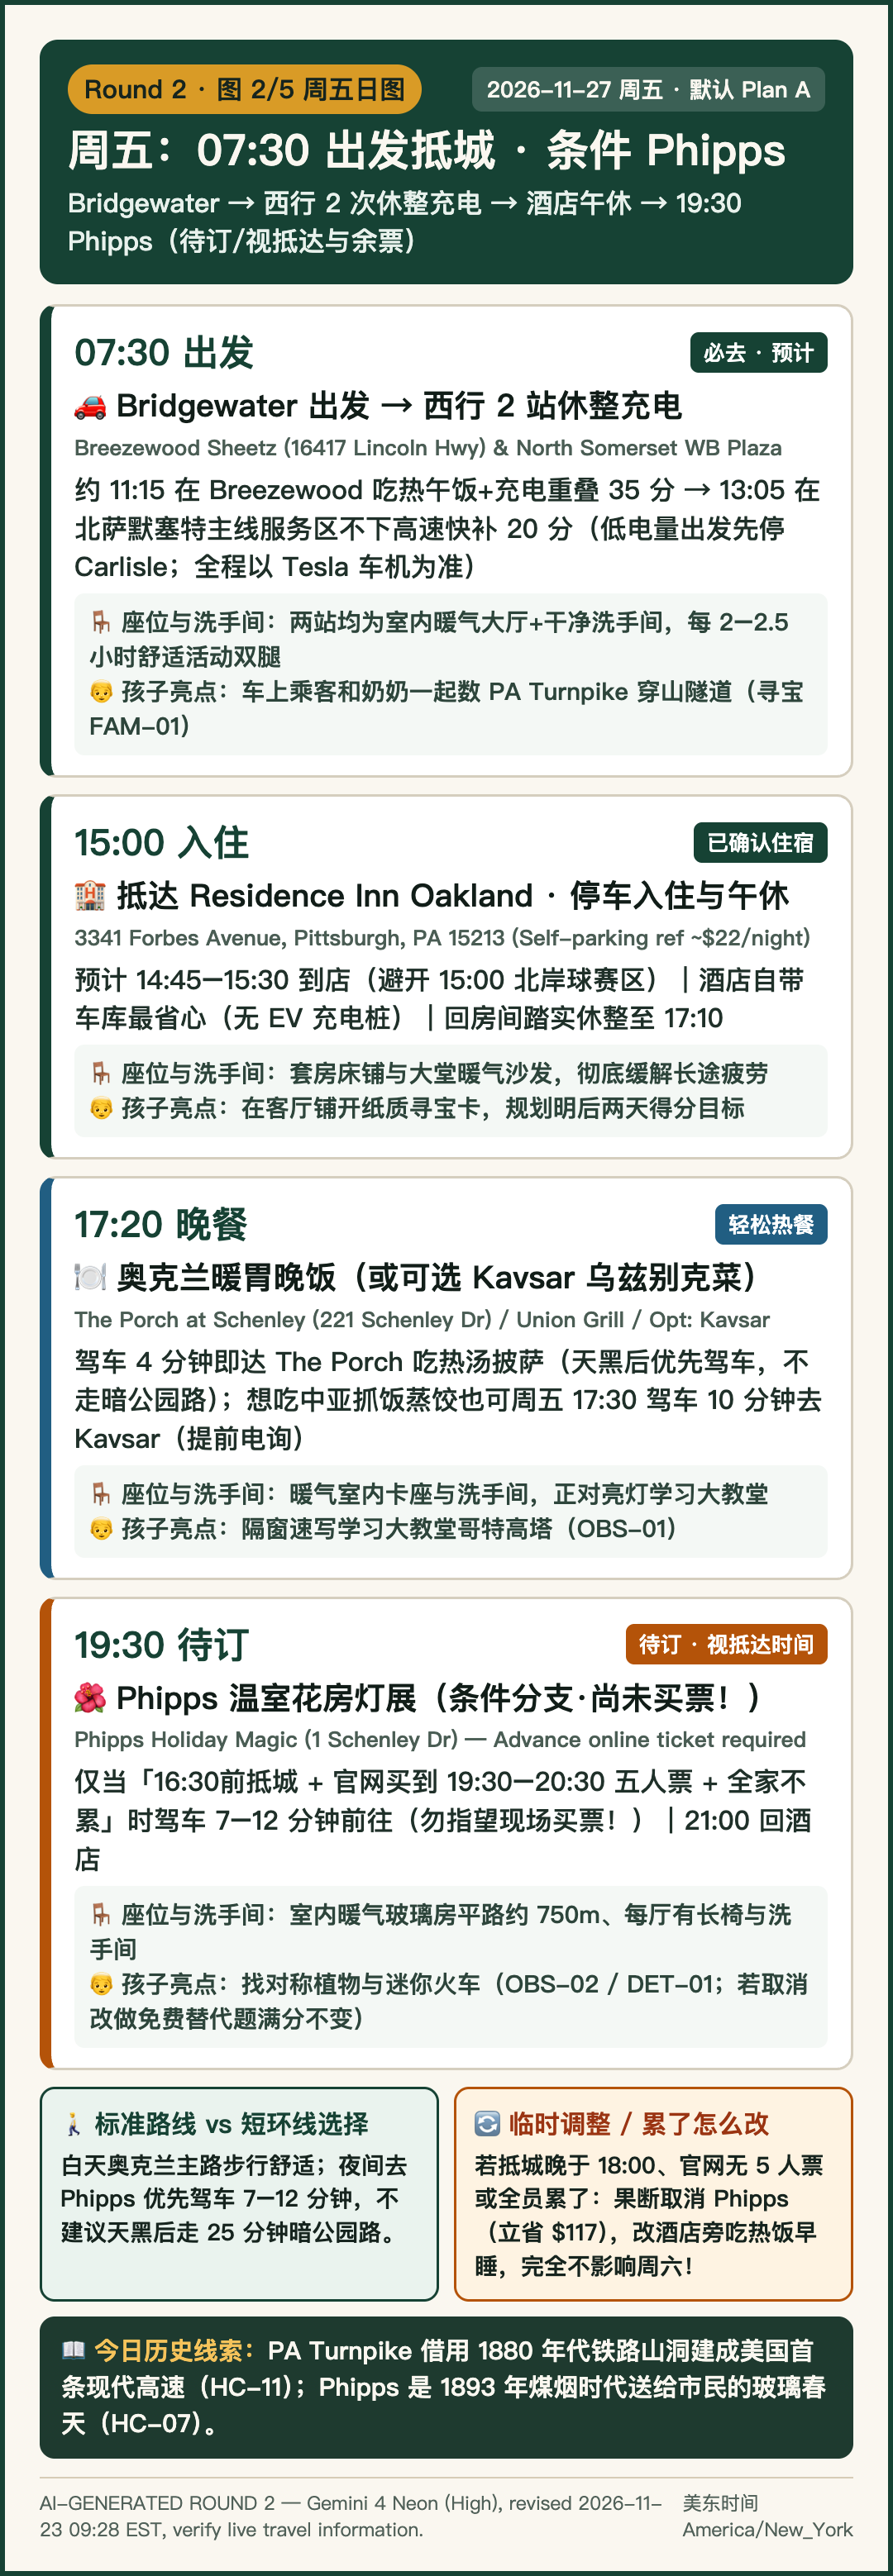 Round 2 · 图 2/5 周五日图
2026-11-27 周五 · 默认 Plan A
周五：07:30 出发抵城 · 条件 Phipps
Bridgewater → 西行 2 次休整充电 → 酒店午休 → 19:30
Phipps（待订/视抵达与余票）
07:30 出发
必去 · 预计
🚗 Bridgewater 出发 → 西行 2 站休整充电
Breezewood Sheetz (16417 Lincoln Hwy) & North Somerset WB Plaza
约 11:15 在 Breezewood 吃热午饭+充电重叠 35 分 → 13:05 在
北萨默塞特主线服务区不下高速快补 20 分（低电量出发先停
Carlisle；全程以 Tesla 车机为准）
🪑 座位与洗手间：两站均为室内暖气大厅+干净洗手间，每 2–2.5
小时舒适活动双腿
👵 孩子亮点：车上乘客和奶奶一起数 PA Turnpike 穿山隧道（寻宝
FAM-01）
15:00 入住
已确认住宿
🏨 抵达 Residence Inn Oakland · 停车入住与午休
3341 Forbes Avenue, Pittsburgh, PA 15213 (Self-parking ref ~$22/night)
预计 14:45–15:30 到店（避开 15:00 北岸球赛区）｜酒店自带
车库最省心（无 EV 充电桩）｜回房间踏实休整至 17:10
🪑 座位与洗手间：套房床铺与大堂暖气沙发，彻底缓解长途疲劳
👵 孩子亮点：在客厅铺开纸质寻宝卡，规划明后两天得分目标
17:20 晚餐
轻松热餐
🍽️ 奥克兰暖胃晚饭（或可选 Kavsar 乌兹别克菜）
The Porch at Schenley (221 Schenley Dr) / Union Grill / Opt: Kavsar
驾车 4 分钟即达 The Porch 吃热汤披萨（天黑后优先驾车，不
走暗公园路）；想吃中亚抓饭蒸饺也可周五 17:30 驾车 10 分钟去
Kavsar（提前电询）
🪑 座位与洗手间：暖气室内卡座与洗手间，正对亮灯学习大教堂
👵 孩子亮点：隔窗速写学习大教堂哥特高塔（OBS-01）
19:30 待订
待订 · 视抵达时间
🌺 Phipps 温室花房灯展（条件分支·尚未买票！）
Phipps Holiday Magic (1 Schenley Dr) — Advance online ticket required
仅当「16:30前抵城 + 官网买到 19:30–20:30 五人票 + 全家不
累」时驾车 7–12 分钟前往（勿指望现场买票！）｜21:00 回酒
店
🪑 座位与洗手间：室内暖气玻璃房平路约 750m、每厅有长椅与洗
手间
👵 孩子亮点：找对称植物与迷你火车（OBS-02 / DET-01；若取消
改做免费替代题满分不变）
🚶 标准路线 vs 短环线选择
白天奥克兰主路步行舒适；夜间去
Phipps 优先驾车 7–12 分钟，不
建议天黑后走 25 分钟暗公园路。
🔄 临时调整 / 累了怎么改
若抵城晚于 18:00、官网无 5 人票
或全员累了：果断取消 Phipps
（立省 $117），改酒店旁吃热饭早
睡，完全不影响周六！
📖 今日历史线索：PA Turnpike 借用 1880 年代铁路山洞建成美国首
条现代高速（HC-11）；Phipps 是 1893 年煤烟时代送给市民的玻璃春
天（HC-07）。
AI-GENERATED ROUND 2 — Gemini 4 Neon (High), revised 2026-11-
23 09:28 EST, verify live travel information.
美东时间
America/New_York